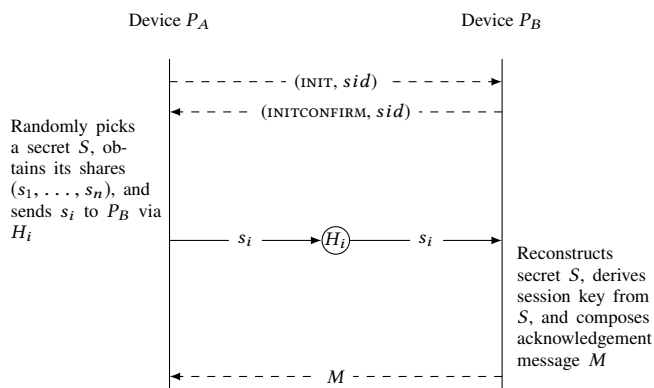 Device P_A
Device P_B
(INIT, sid)
(INITCONFIRM, sid)
Randomly picks
a secret S, ob-
tains its shares
(s_1, . . . , s_n), and
sends s_i to P_B via
H_i
s_i
H_i
s_i
Reconstructs
secret S, derives
session key from
S, and composes
acknowledgement
message M
M